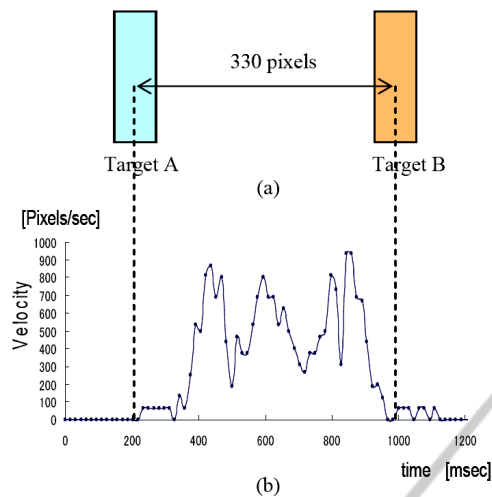 330 pixels
Target A
Target B
(a)
[Pixels/sec]
Velocity
1000
900
800
700
600
500
400
300
200
100
0
0 200 400 600 800 1000 1200
time [msec]
(b)